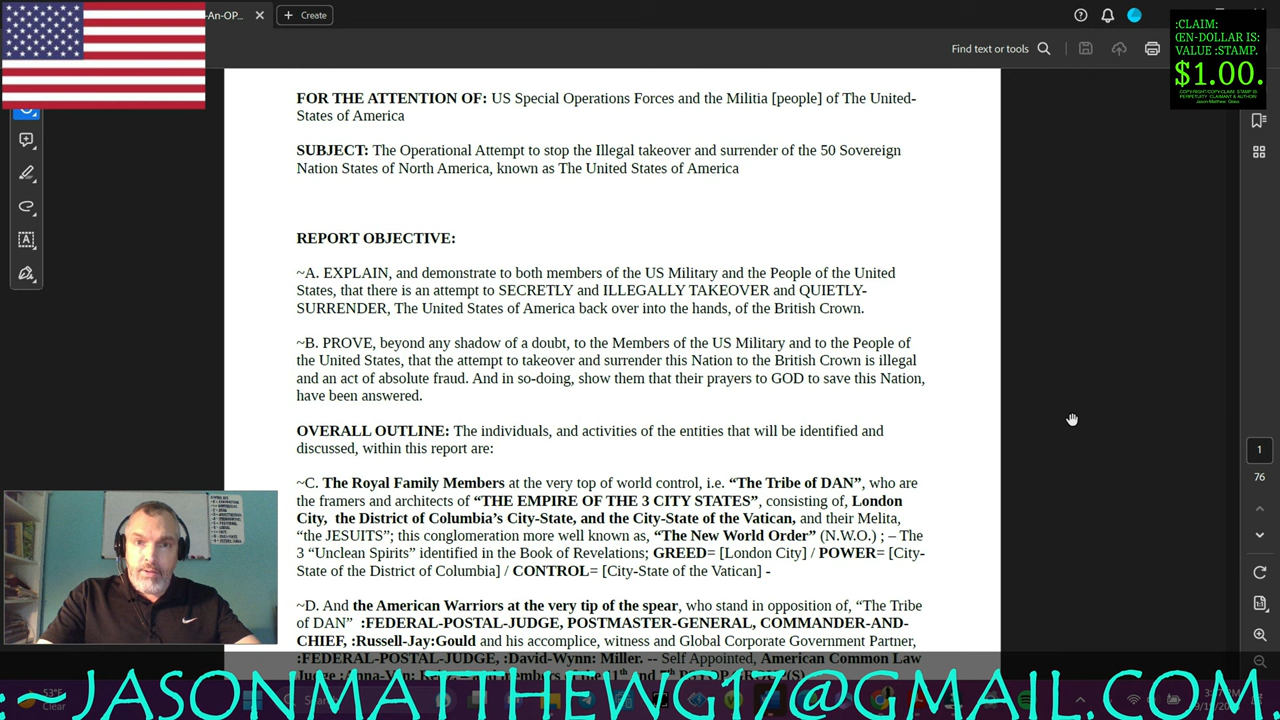 -An-OP...
Create
Find text or tools
:CLAIM:
ŒN-DOLLAR IS:
VALUE :STAMP.
$1.00.
FOR THE ATTENTION OF: US Special Operations Forces and the Militia [people] of The United-
States of America
SUBJECT: The Operational Attempt to stop the Illegal takeover and surrender of the 50 Sovereign
Nation States of North America, known as The United States of America
REPORT OBJECTIVE:
~A. EXPLAIN, and demonstrate to both members of the US Military and the People of the United
States, that there is an attempt to SECRETLY and ILLEGALLY TAKEOVER and QUIETLY-
SURRENDER, The United States of America back over into the hands, of the British Crown.
~B. PROVE, beyond any shadow of a doubt, to the Members of the US Military and to the People of
the United States, that the attempt to takeover and surrender this Nation to the British Crown is illegal
and an act of absolute fraud. And in so-doing, show them that their prayers to GOD to save this Nation,
have been answered.
OVERALL OUTLINE: The individuals, and activities of the entities that will be identified and
discussed, within this report are:
~C. The Royal Family Members at the very top of world control, i.e. “The Tribe of DAN”, who are
the framers and architects of “THE EMPIRE OF THE 3 CITY STATES”, consisting of, London
City, the District of Columbia’s City-State, and the City-State of the Vatican, and their Melita,
“the JESUITS”; this conglomeration more well known as, “The New World Order” (N.W.O.) ; – The
3 “Unclean Spirits” identified in the Book of Revelations; GREED= [London City] / POWER= [City-
State of the District of Columbia] / CONTROL= [City-State of the Vatican] -
~D. And the American Warriors at the very tip of the spear, who stand in opposition of, “The Tribe
of DAN” :FEDERAL-POSTAL-JUDGE, POSTMASTER-GENERAL, COMMANDER-AND-
CHIEF, :Russell-Jay:Gould and his accomplice, witness and Global Corporate Government Partner,
:FEDERAL-POSTAL-JUDGE, :David-Wynn: Miller. -- Self Appointed, American Common Law
1
76
53°F
Clear
:~ JASONMATTHEWG17@GMAIL.COM.